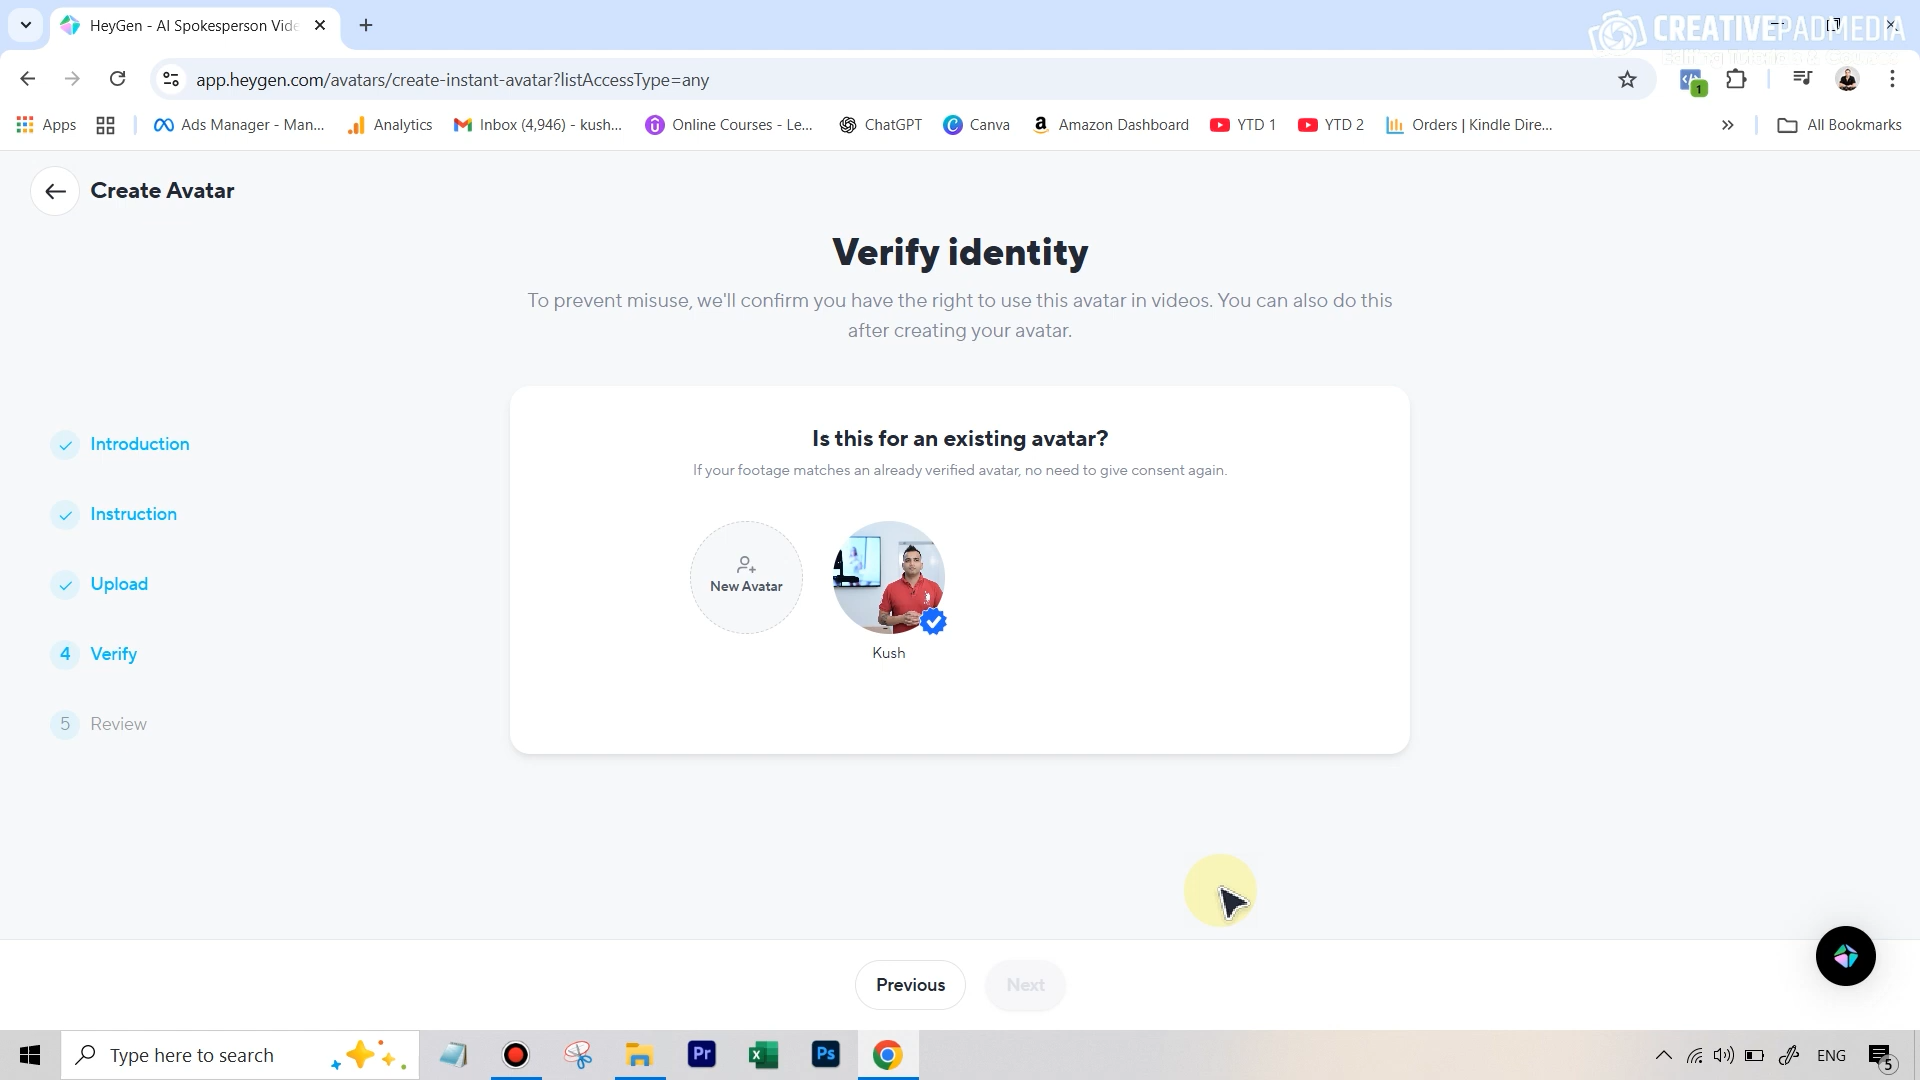 HeyGen - AI Spokesperson Vide
CREATIVEPADMEDIA
app.heygen.com/avatars/create-instant-avatar?listAccessType=any
1
Apps
Ads Manager - Man...
Analytics
Inbox (4,946) - kush...
Online Courses - Le...
ChatGPT
Canva
Amazon Dashboard
YTD 1
YTD 2
Orders | Kindle Dire...
All Bookmarks
Create Avatar
Verify identity
To prevent misuse, we'll confirm you have the right to use this avatar in videos. You can also do this
after creating your avatar.
Introduction
Instruction
Upload
4 Verify
5 Review
Is this for an existing avatar?
If your footage matches an already verified avatar, no need to give consent again.
New Avatar
Kush
Previous
Next
Type here to search
Pr
Ps
ENG
5